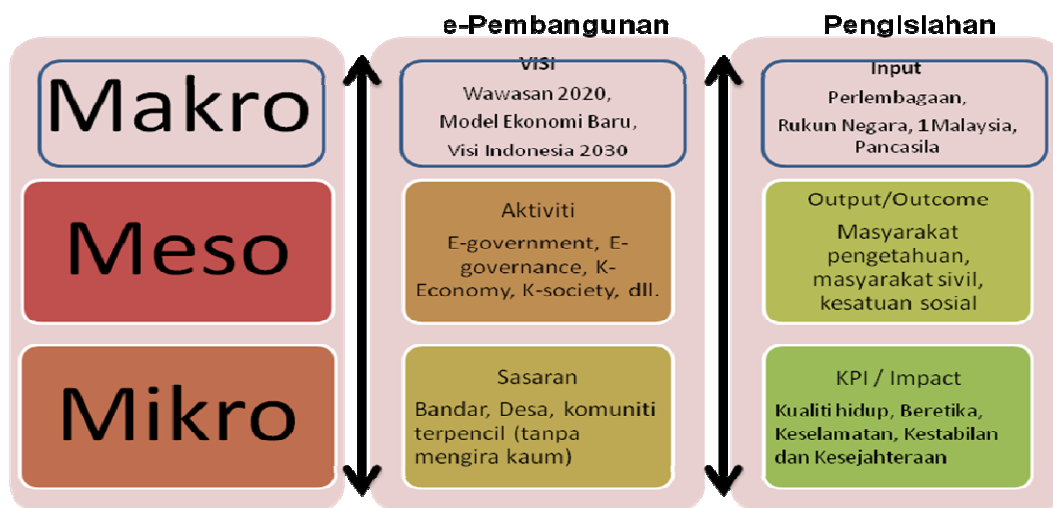 e-Pembangunan
Pengislahan
Makro
VISI
Wawasan 2020,
Model Ekonomi Baru,
Visi Indonesia 2030
Input
Perlembagaan,
Rukun Negara, 1Malaysia,
Pancasila
Meso
Aktiviti
E-government, E-
governance, K-
Economy, K-society, dll.
Output/Outcome
Masyarakat
pengetahuan,
masyarakat sivil,
kesatuan sosial
Mikro
Sasaran
Bandar, Desa, komuniti
terpencil (tanpa
mengira kaum)
KPI / Impact
Kualiti hidup, Beretika,
Keselamatan, Kestabilan
dan Kesejahteraan